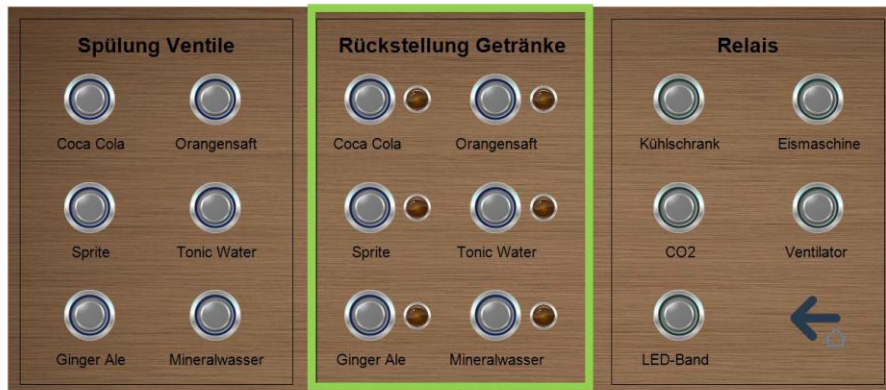 Spülung Ventile
Coca Cola
Orangensaft
Sprite
Tonic Water
Ginger Ale
Mineralwasser
Rückstellung Getränke
Coca Cola
Orangensaft
Sprite
Tonic Water
Ginger Ale
Mineralwasser
Relais
Kühlschrank
Eismaschine
CO2
Ventilator
LED-Band